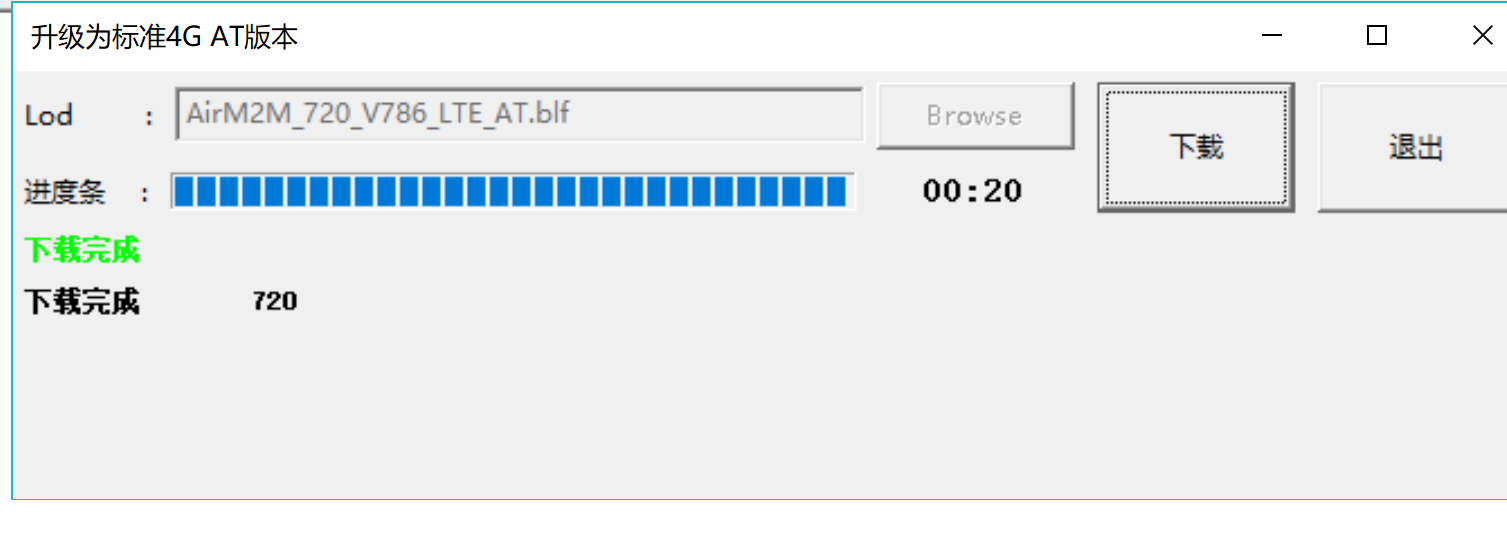 升级为标准4G AT版本
Lod : AirM2M_720_V786_LTE_AT.blf Browse 下载 退出
进度条 : 00:20
下载完成
下载完成 720